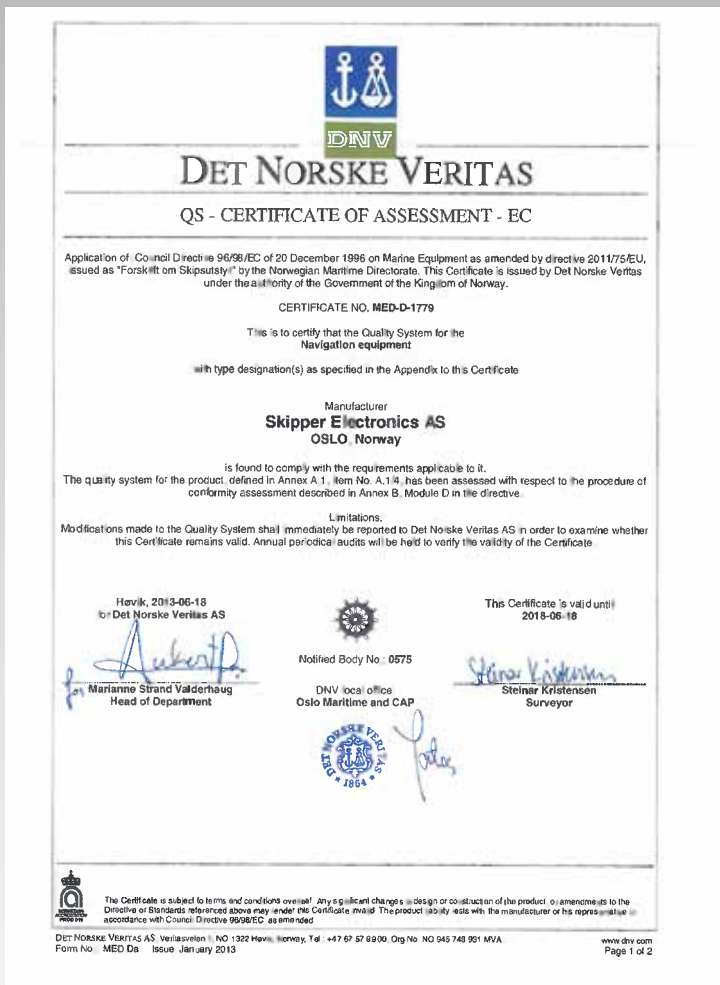 DNV
DET NORSKE VERITAS
QS - CERTIFICATE OF ASSESSMENT - EC
Application of Council Directive 96/98/EC of 20 December 1996 on Marine Equipment as amended by directive 2011/75/EU,
issued as "Forskrift om Skipsutstyr" by the Norwegian Maritime Directorate. This Certificate is issued by Det Norske Veritas
under the authority of the Government of the Kingdom of Norway.
CERTIFICATE NO. MED-D-1779
This is to certify that the Quality System for the
Navigation equipment
with type designation(s) as specified in the Appendix to this Certificate
Manufacturer
Skipper Electronics AS
OSLO, Norway
is found to comply with the requirements applicable to it.
The quality system for the product, defined in Annex A.1, item No. A.1/4, has been assessed with respect to the procedure of
conformity assessment described in Annex B, Module D in the directive
Limitations.
Modifications made to the Quality System shall immediately be reported to Det Norske Veritas AS in order to examine whether
this Certificate remains valid. Annual periodical audits will be held to verify the validity of the Certificate
Høvik, 2013-06-18
for Det Norske Veritas AS
This Certificate is valid until
2018-06-18
Notified Body No.: 0575
for
Marianne Strand Valderhaug
Head of Department
DNV local office
Oslo Maritime and CAP
Steinar Kristensen
Steinar Kristensen
Surveyor
DET NORSKE VERITAS
* 1864 *
The Certificate is subject to terms and conditions overleaf. Any significant changes in design or construction of the product, or amendments to the
Directive or Standards referenced above may render this Certificate invalid. The product liability rests with the manufacturer or his representative in
accordance with Council Directive 96/98/EC, as amended
DET NORSKE VERITAS AS, Veritasveien 1, NO 1322 Høvik, Norway, Tel.: +47 67 57 99 00, Org No. NO 945 748 931 MVA
www.dnv.com
Form No.: MED Da Issue January 2013
Page 1 of 2